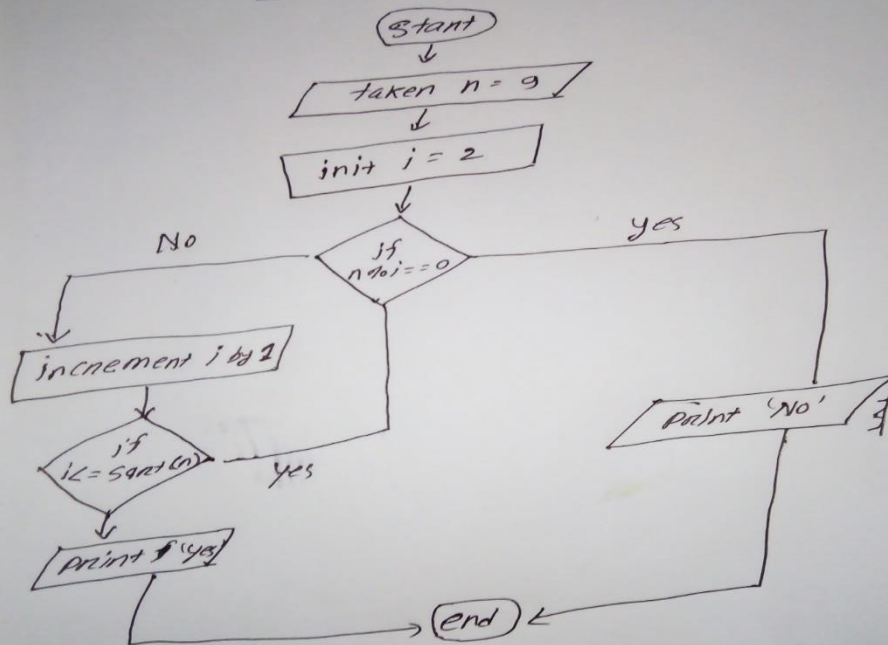 Start
taken n = 9
init i = 2
No
if
n%i==0
yes
increment i by 1
Print 'No'
if
i<=sqrt(n)
yes
Print 'yes'
end